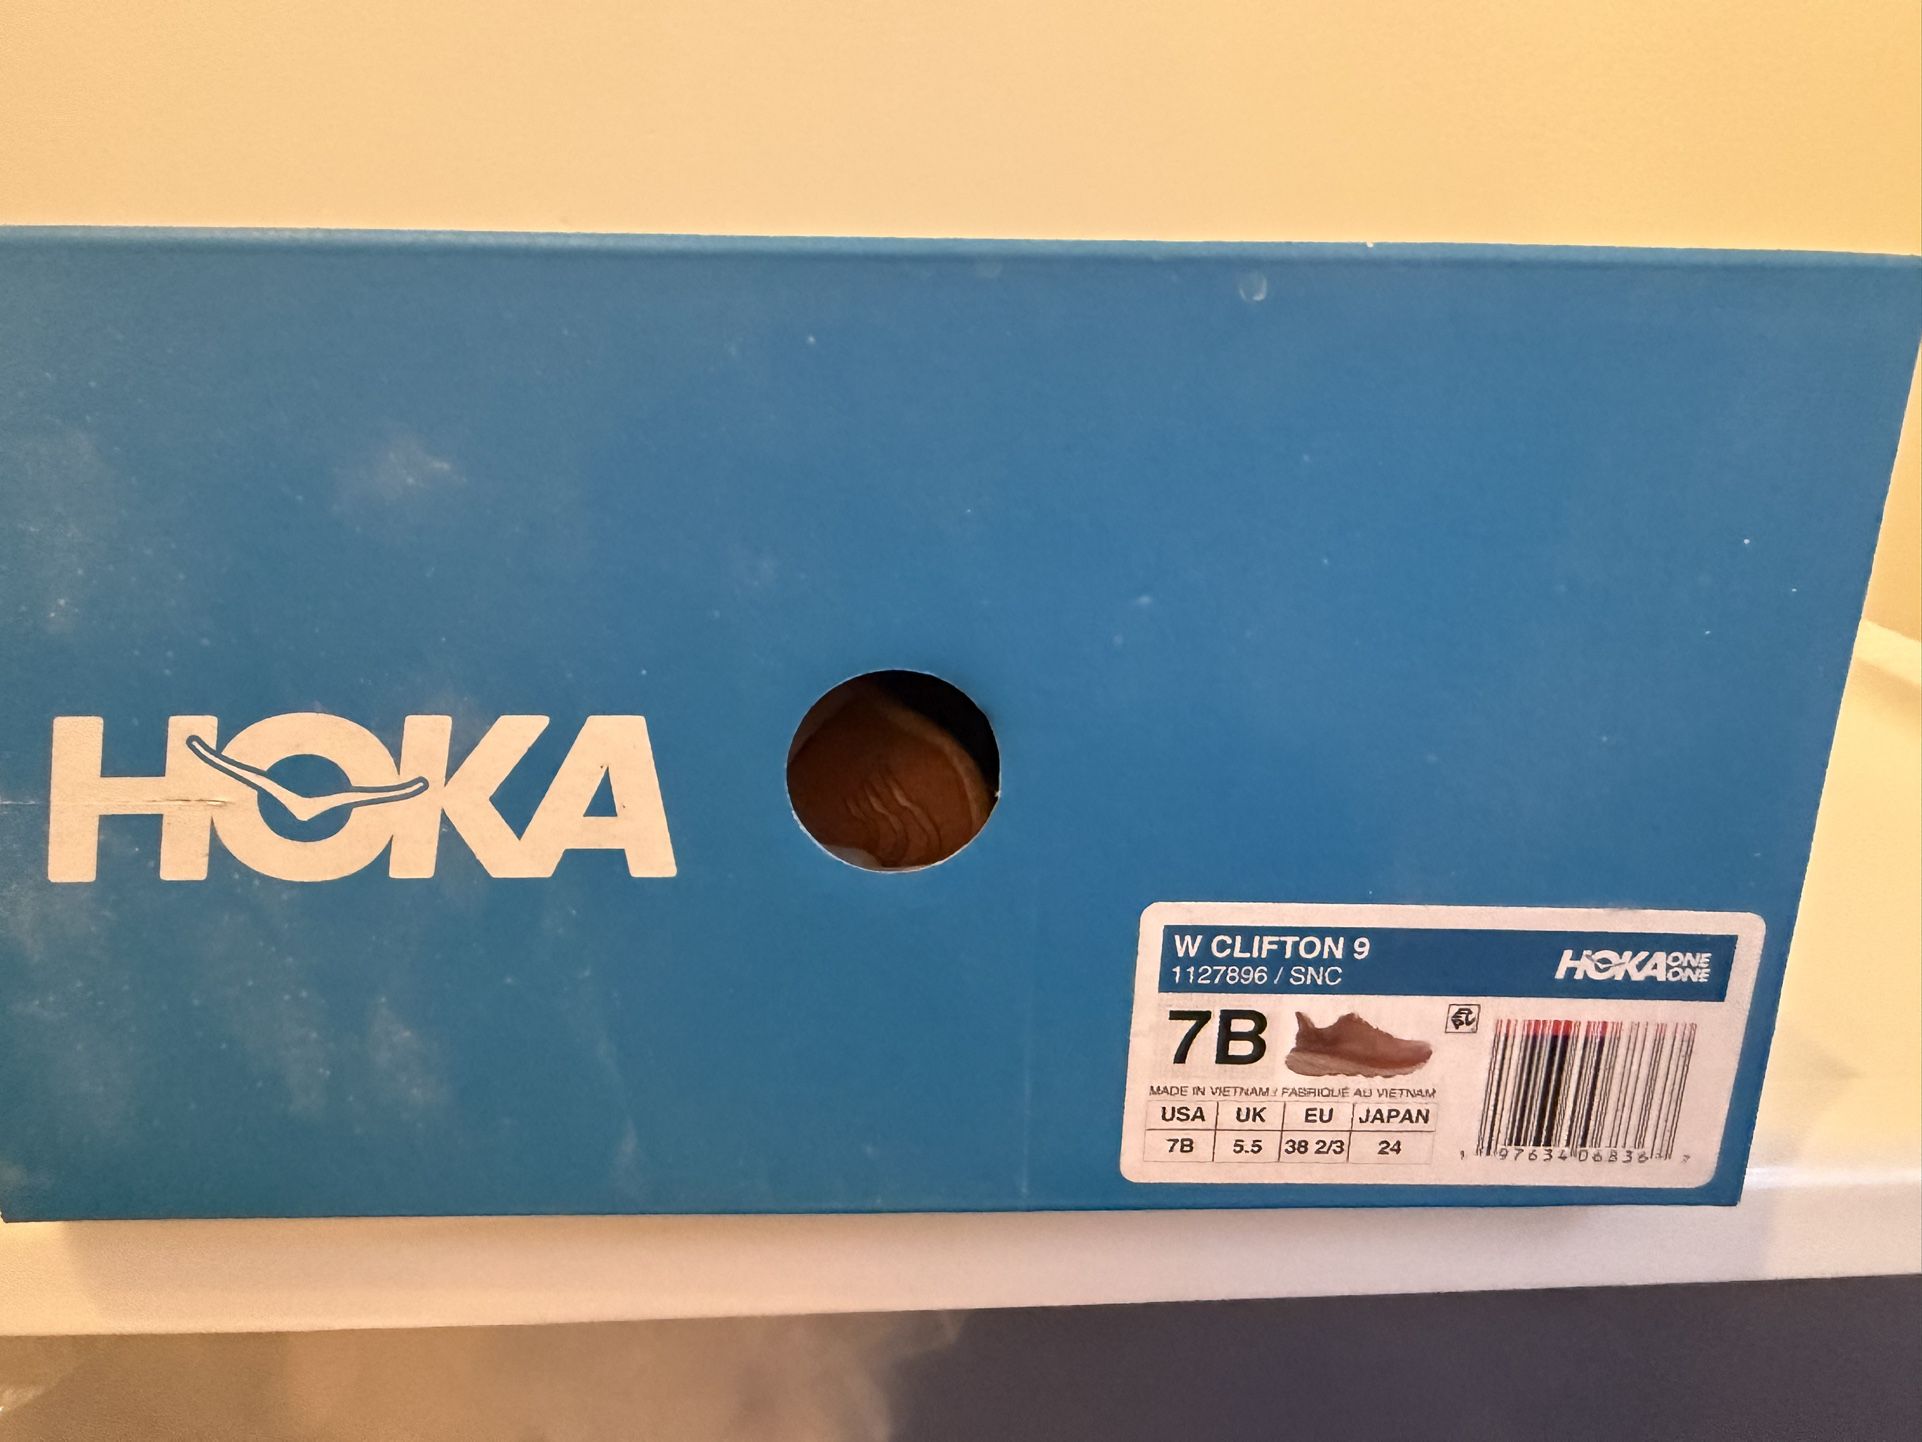 HOKA
W CLIFTON 9
1127896 / SNC
HOKA ONE ONE
7B
MADE IN VIETNAM / FABRIQUE AU VIETNAM
USA UK EU JAPAN
7B 5.5 38 2/3 24